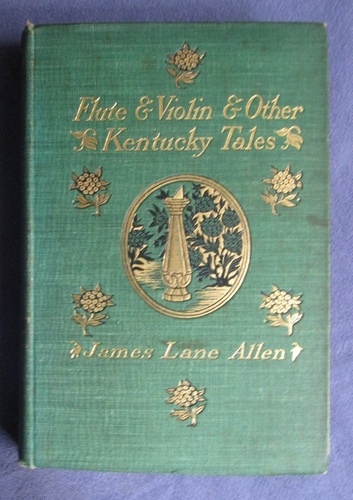 Flute & Violin & Other
Kentucky Tales
James Lane Allen